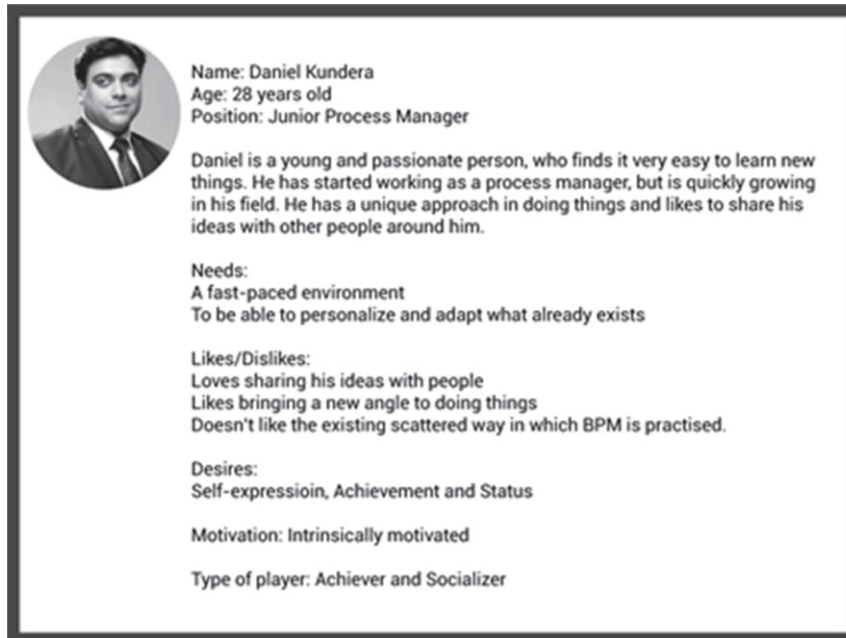 Name: Daniel Kundera
Age: 28 years old
Position: Junior Process Manager
Daniel is a young and passionate person, who finds it very easy to learn new
things. He has started working as a process manager, but is quickly growing
in his field. He has a unique approach in doing things and likes to share his
ideas with other people around him.
Needs:
A fast-paced environment
To be able to personalize and adapt what already exists
Likes/Dislikes:
Loves sharing his ideas with people
Likes bringing a new angle to doing things
Doesn't like the existing scattered way in which BPM is practised.
Desires:
Self-expressioin, Achievement and Status
Motivation: Intrinsically motivated
Type of player: Achiever and Socializer